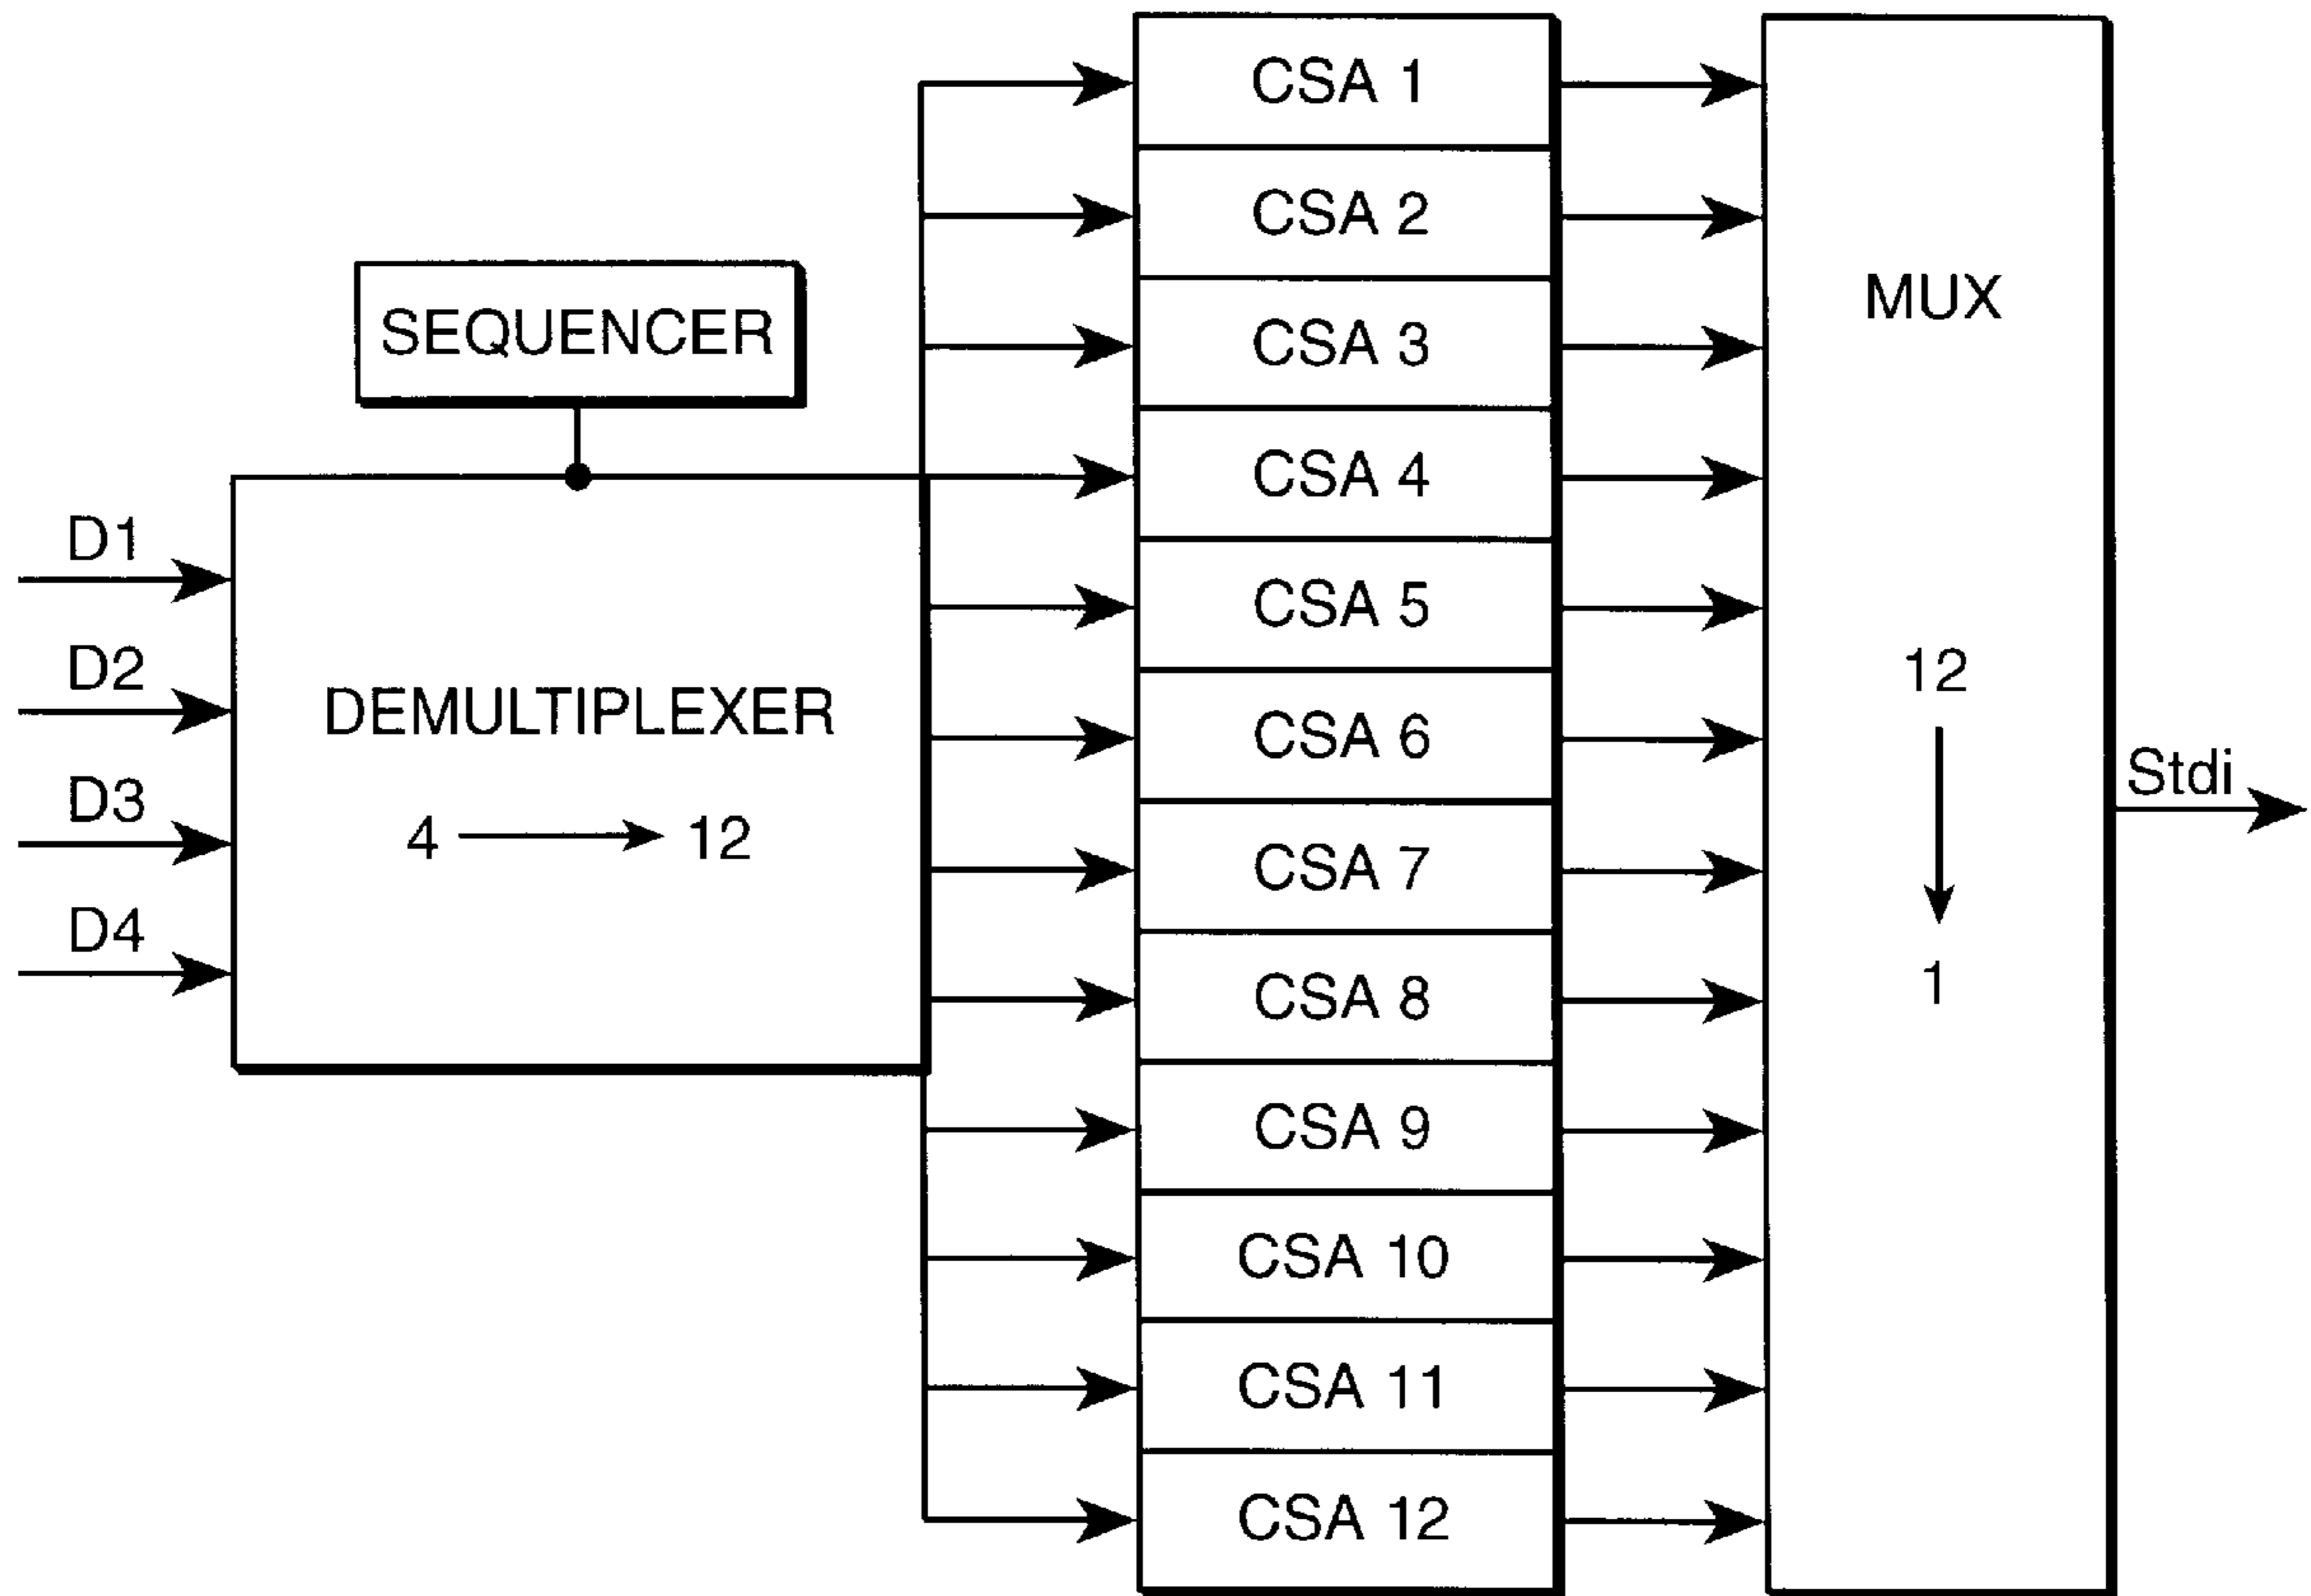 SEQUENCER
D1
D2
D3
D4
DEMULTIPLEXER
4 12
CSA 1
CSA 2
CSA 3
CSA 4
CSA 5
CSA 6
CSA 7
CSA 8
CSA 9
CSA 10
CSA 11
CSA 12
MUX
12
1
Stdi